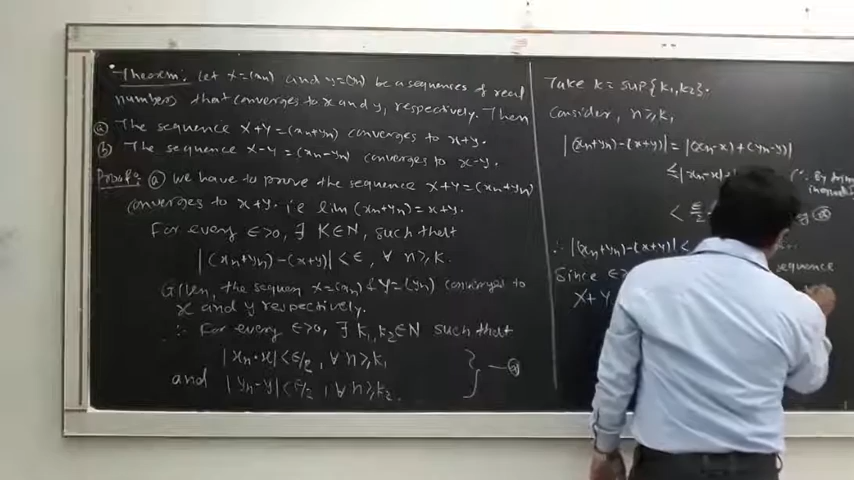 Theorem: Let X=(xn) and Y=(yn) be a sequences of real
numbers that converges to x and y, respectively. Then
(a) The sequence X+Y=(xn+yn) converges to x+y.
(b) The sequence X-Y=(xn-yn) converges to x-y.
Proof: (a) We have to prove the sequence X+Y=(xn+yn)
converges to x+y. i.e lim(xn+yn)=x+y.
For every ε>0, ∃ K∈N, such that
|(xn+yn)-(x+y)|<ε, ∀ n≥K.
Given, the sequen X=(xn) & Y=(yn) converges to
x and y respectively.
∴ For every ε>0, ∃ k1,k2∈N such that
|xn-x|<ε/2, ∀ n≥k1
and |yn-y|<ε/2, ∀ n≥k2.
Take K=sup{k1,k2}.
Consider, n≥k,
|(xn+yn)-(x+y)|=|(xn-x)+(yn-y)|
≤|xn-x| (∵ By
< ε/2
∴ |(xn+yn)-(x+y)|<
Since ε> sequence
X+Y